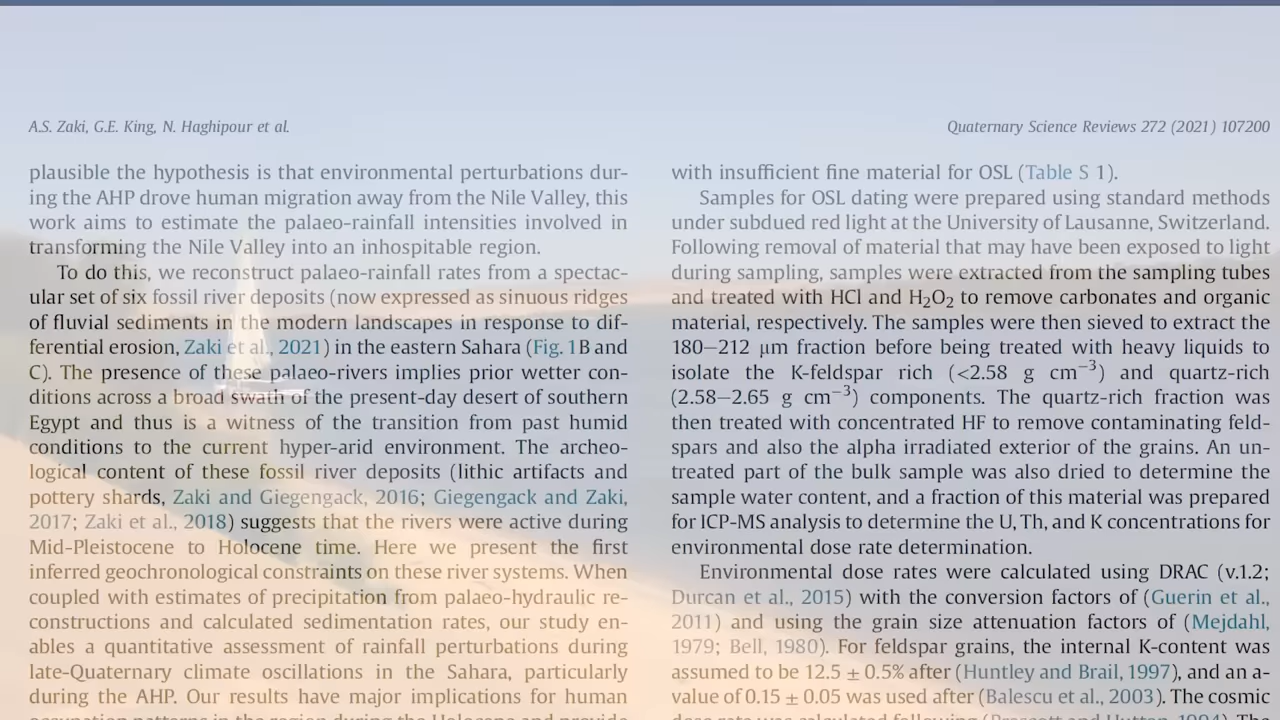 A.S. Zaki, G.E. King, N. Haghipour et al.
Quaternary Science Reviews 272 (2021) 107200
plausible the hypothesis is that environmental perturbations dur-
ing the AHP drove human migration away from the Nile Valley, this
work aims to estimate the palaeo-rainfall intensities involved in
transforming the Nile Valley into an inhospitable region.
To do this, we reconstruct palaeo-rainfall rates from a spectac-
ular set of six fossil river deposits (now expressed as sinuous ridges
of fluvial sediments in the modern landscapes in response to dif-
ferential erosion, Zaki et al., 2021) in the eastern Sahara (Fig. 1B and
C). The presence of these palaeo-rivers implies prior wetter con-
ditions across a broad swath of the present-day desert of southern
Egypt and thus is a witness of the transition from past humid
conditions to the current hyper-arid environment. The archeo-
logical content of these fossil river deposits (lithic artifacts and
pottery shards, Zaki and Giegengack, 2016; Giegengack and Zaki,
2017; Zaki et al., 2018) suggests that the rivers were active during
Mid-Pleistocene to Holocene time. Here we present the first
inferred geochronological constraints on these river systems. When
coupled with estimates of precipitation from palaeo-hydraulic re-
constructions and calculated sedimentation rates, our study en-
ables a quantitative assessment of rainfall perturbations during
late-Quaternary climate oscillations in the Sahara, particularly
during the AHP. Our results have major implications for human
occupation patterns in the region during the Holocene and provide
with insufficient fine material for OSL (Table S 1).
Samples for OSL dating were prepared using standard methods
under subdued red light at the University of Lausanne, Switzerland.
Following removal of material that may have been exposed to light
during sampling, samples were extracted from the sampling tubes
and treated with HCl and H₂O₂ to remove carbonates and organic
material, respectively. The samples were then sieved to extract the
180–212 μm fraction before being treated with heavy liquids to
isolate the K-feldspar rich (<2.58 g cm⁻³) and quartz-rich
(2.58–2.65 g cm⁻³) components. The quartz-rich fraction was
then treated with concentrated HF to remove contaminating feld-
spars and also the alpha irradiated exterior of the grains. An un-
treated part of the bulk sample was also dried to determine the
sample water content, and a fraction of this material was prepared
for ICP-MS analysis to determine the U, Th, and K concentrations for
environmental dose rate determination.
Environmental dose rates were calculated using DRAC (v.1.2;
Durcan et al., 2015) with the conversion factors of (Guerin et al.,
2011) and using the grain size attenuation factors of (Mejdahl,
1979; Bell, 1980). For feldspar grains, the internal K-content was
assumed to be 12.5 ± 0.5% after (Huntley and Brail, 1997), and an a-
value of 0.15 ± 0.05 was used after (Balescu et al., 2003). The cosmic
dose rate was calculated following (Prescott and Hutton, 1994). The